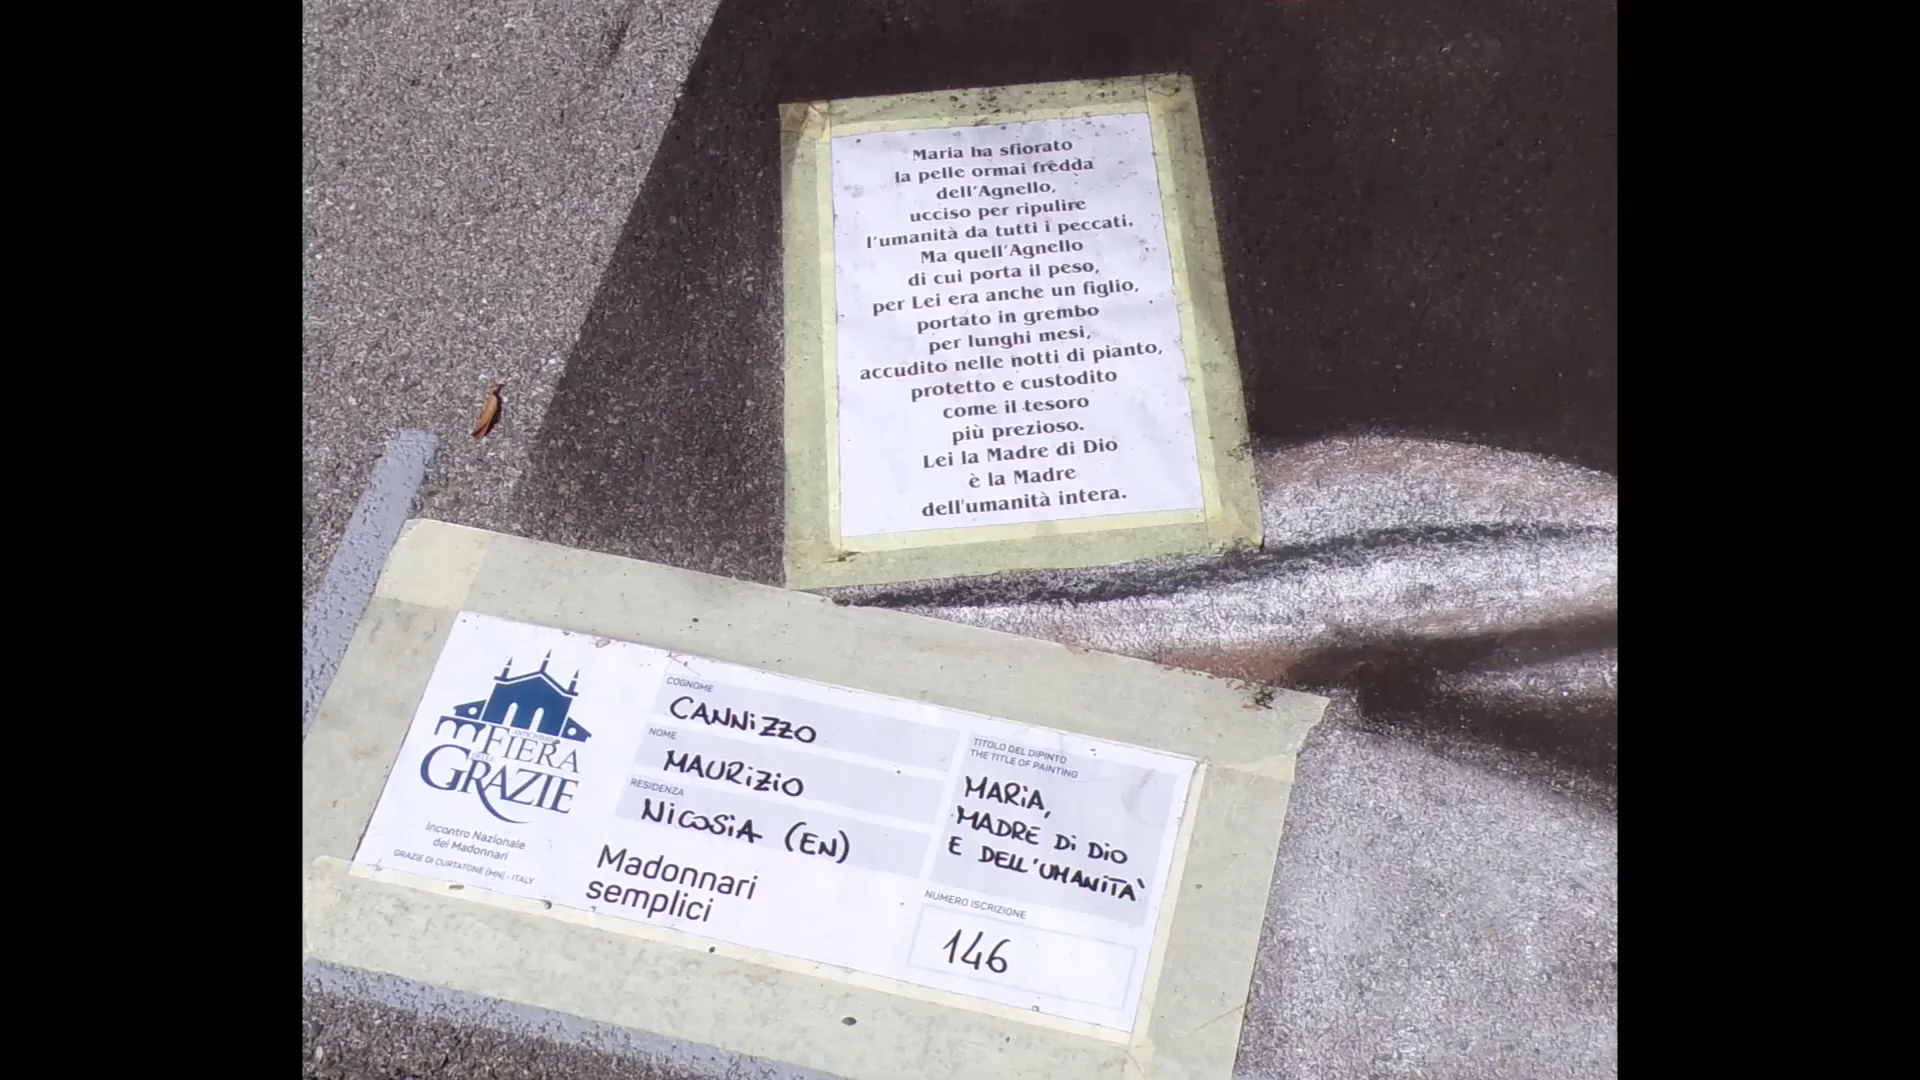 Maria ha sfiorato
la pelle ormai fredda
dell'Agnello,
ucciso per ripulire
l'umanità da tutti i peccati.
Ma quell'Agnello
di cui porta il peso,
per Lei era anche un figlio,
portato in grembo
per lunghi mesi,
accudito nelle notti di pianto,
protetto e custodito
come il tesoro
più prezioso.
Lei la Madre di Dio
è la Madre
dell'umanità intera.
FIERA
GRAZIE
Incontro Nazionale
dei Madonnari
GRAZIE DI CURTATONE (MN) - ITALY
COGNOME
CANNIZZO
NOME
MAURIZIO
RESIDENZA
NICOSIA (EN)
Madonnari
semplici
TITOLO DEL DIPINTO
THE TITLE OF PAINTING
MARIA,
MADRE DI DIO
E DELL'UMANITA'
NUMERO ISCRIZIONE
146